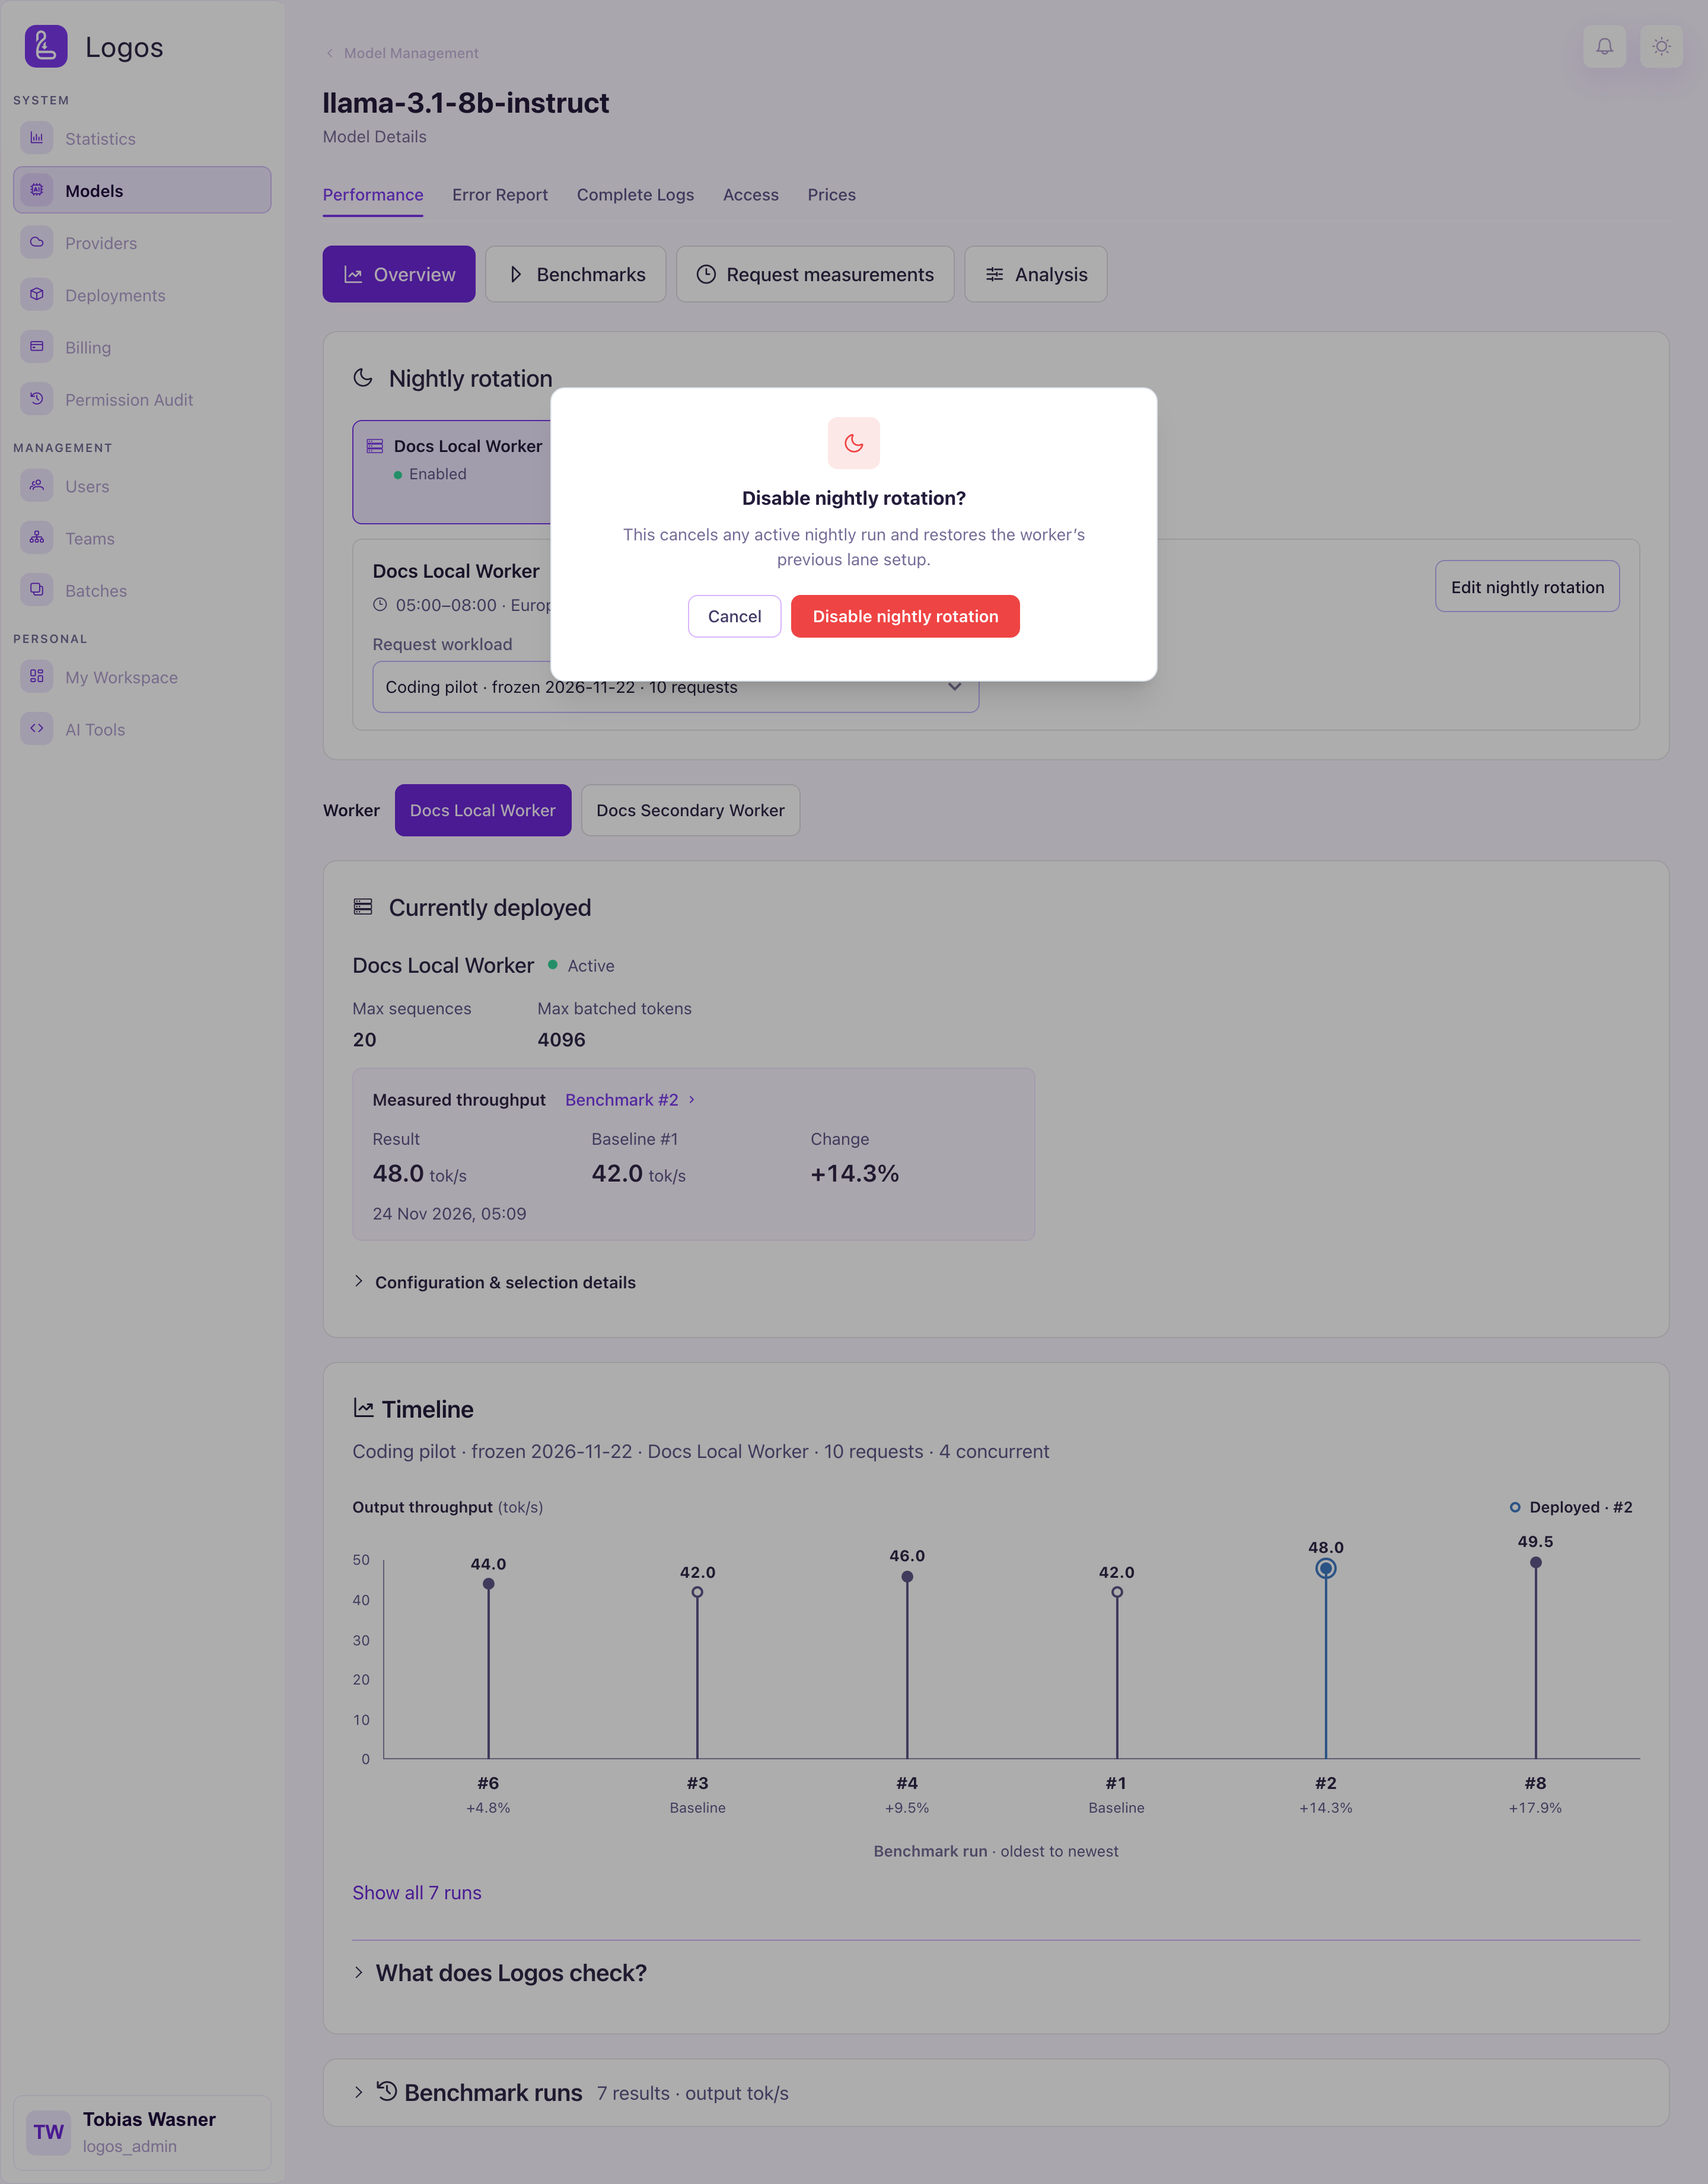 Logos
SYSTEM
Statistics
Models
Providers
Deployments
Billing
Permission Audit
MANAGEMENT
Users
Teams
Batches
PERSONAL
My Workspace
AI Tools
TW
Tobias Wasner
logos_admin
Model Management
llama-3.1-8b-instruct
Model Details
Performance Error Report Complete Logs Access Prices
Overview Benchmarks Request measurements Analysis
Nightly rotation
Docs Local Worker
Enabled
Disable nightly rotation?
This cancels any active nightly run and restores the worker’s
previous lane setup.
Cancel Disable nightly rotation
Docs Local Worker
05:00–08:00 · Europ
Edit nightly rotation
Request workload
Coding pilot · frozen 2026-11-22 · 10 requests
Worker Docs Local Worker Docs Secondary Worker
Currently deployed
Docs Local Worker Active
Max sequences Max batched tokens
20 4096
Measured throughput Benchmark #2
Result Baseline #1 Change
48.0 tok/s 42.0 tok/s +14.3%
24 Nov 2026, 05:09
Configuration & selection details
Timeline
Coding pilot · frozen 2026-11-22 · Docs Local Worker · 10 requests · 4 concurrent
Output throughput (tok/s) Deployed · #2
44.0 42.0 46.0 42.0 48.0 49.5
50
40
30
20
10
0
#6 #3 #4 #1 #2 #8
+4.8% Baseline +9.5% Baseline +14.3% +17.9%
Benchmark run · oldest to newest
Show all 7 runs
What does Logos check?
Benchmark runs 7 results · output tok/s